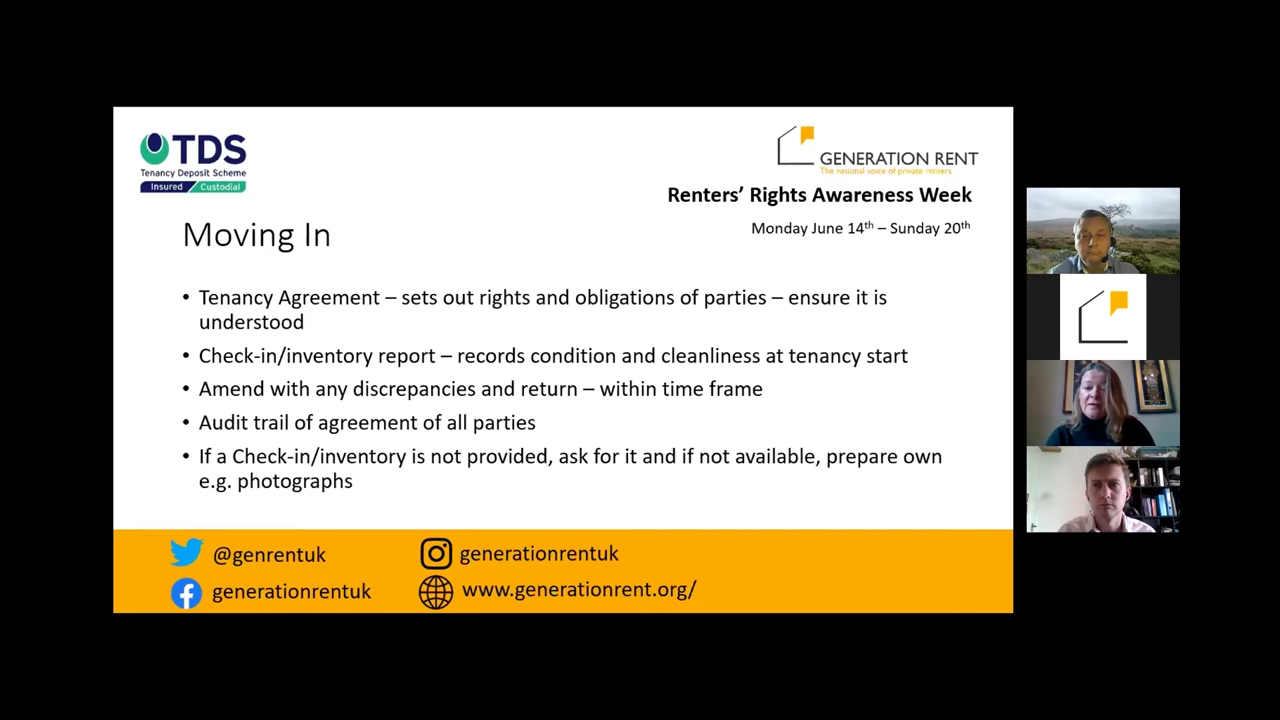 TDS
Tenancy Deposit Scheme
Insured Custodial
GENERATION RENT
The national voice of private renters
Renters’ Rights Awareness Week
Monday June 14th – Sunday 20th
Moving In
• Tenancy Agreement – sets out rights and obligations of parties – ensure it is
understood
• Check-in/inventory report – records condition and cleanliness at tenancy start
• Amend with any discrepancies and return – within time frame
• Audit trail of agreement of all parties
• If a Check-in/inventory is not provided, ask for it and if not available, prepare own
e.g. photographs
@genrentuk
generationrentuk
generationrentuk
www.generationrent.org/